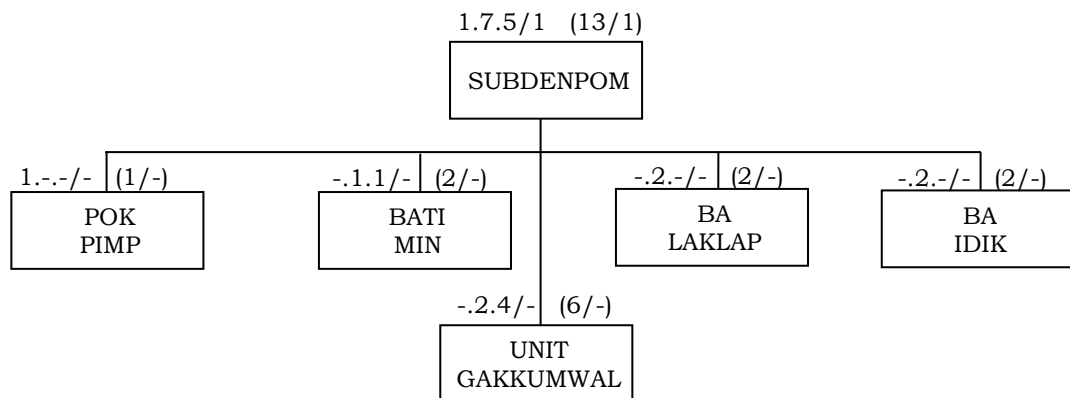 1.7.5/1 (13/1)
SUBDENPOM
1.-.-/- (1/-)
POK
PIMP
-.1.1/- (2/-)
BATI
MIN
-.2.-/- (2/-)
BA
LAKLAP
-.2.-/- (2/-)
BA
IDIK
-.2.4/- (6/-)
UNIT
GAKKUMWAL